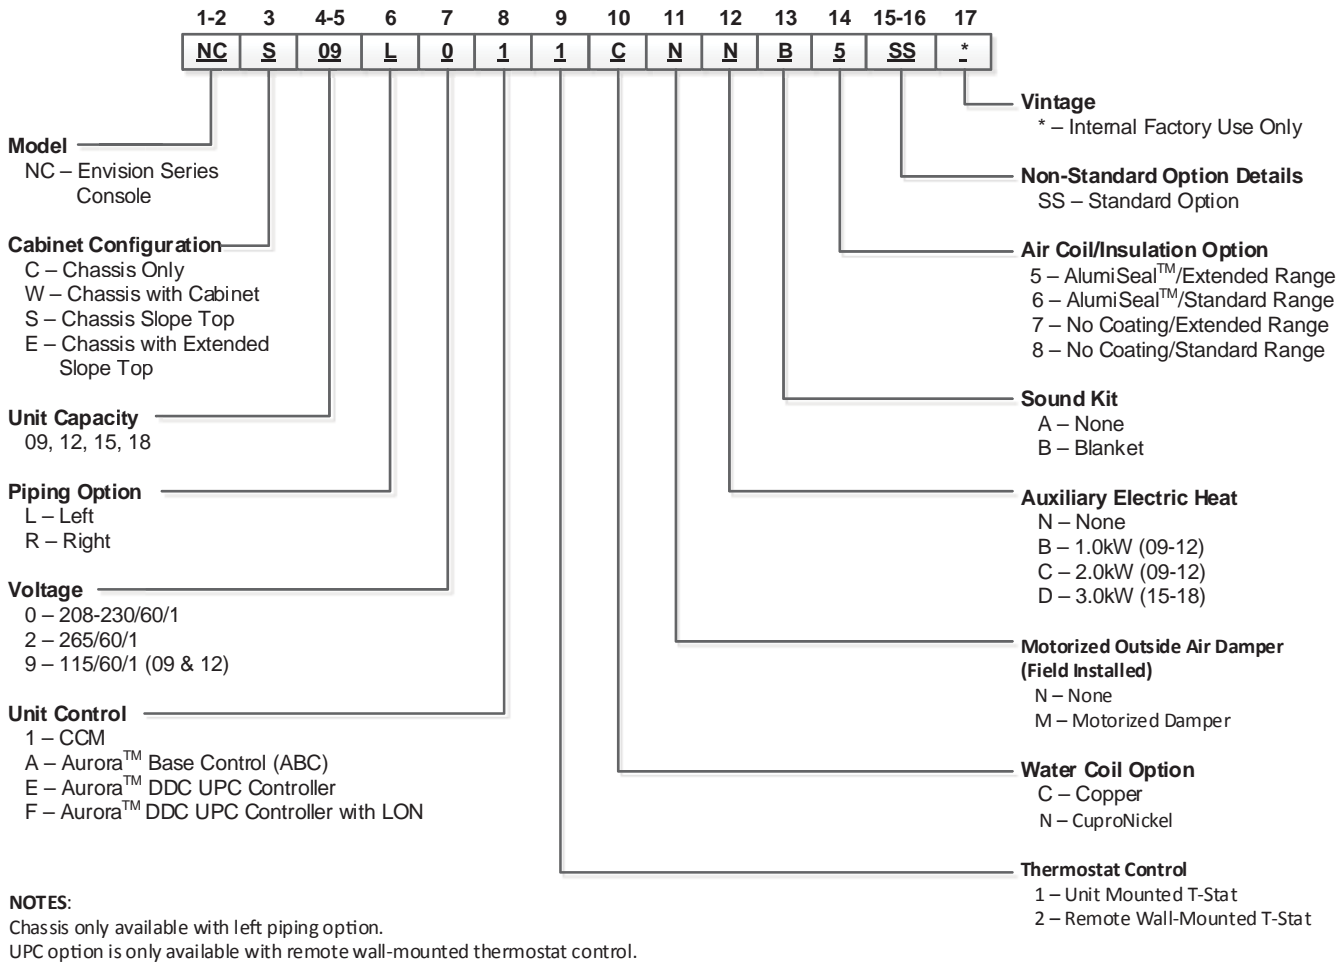 1-2 3 4-5 6 7 8 9 10 11 12 13 14 15-16 17
NC S 09 L 0 1 1 C N N B 5 SS *
Model
NC – Envision Series
Console
Cabinet Configuration
C – Chassis Only
W – Chassis with Cabinet
S – Chassis Slope Top
E – Chassis with Extended
Slope Top
Unit Capacity
09, 12, 15, 18
Piping Option
L – Left
R – Right
Voltage
0 – 208-230/60/1
2 – 265/60/1
9 – 115/60/1 (09 & 12)
Unit Control
1 – CCM
A – Aurora™ Base Control (ABC)
E – Aurora™ DDC UPC Controller
F – Aurora™ DDC UPC Controller with LON
Vintage
* – Internal Factory Use Only
Non-Standard Option Details
SS – Standard Option
Air Coil/Insulation Option
5 – AlumiSeal™/Extended Range
6 – AlumiSeal™/Standard Range
7 – No Coating/Extended Range
8 – No Coating/Standard Range
Sound Kit
A – None
B – Blanket
Auxiliary Electric Heat
N – None
B – 1.0kW (09-12)
C – 2.0kW (09-12)
D – 3.0kW (15-18)
Motorized Outside Air Damper
(Field Installed)
N – None
M – Motorized Damper
Water Coil Option
C – Copper
N – CuproNickel
Thermostat Control
1 – Unit Mounted T-Stat
2 – Remote Wall-Mounted T-Stat
NOTES:
Chassis only available with left piping option.
UPC option is only available with remote wall-mounted thermostat control.